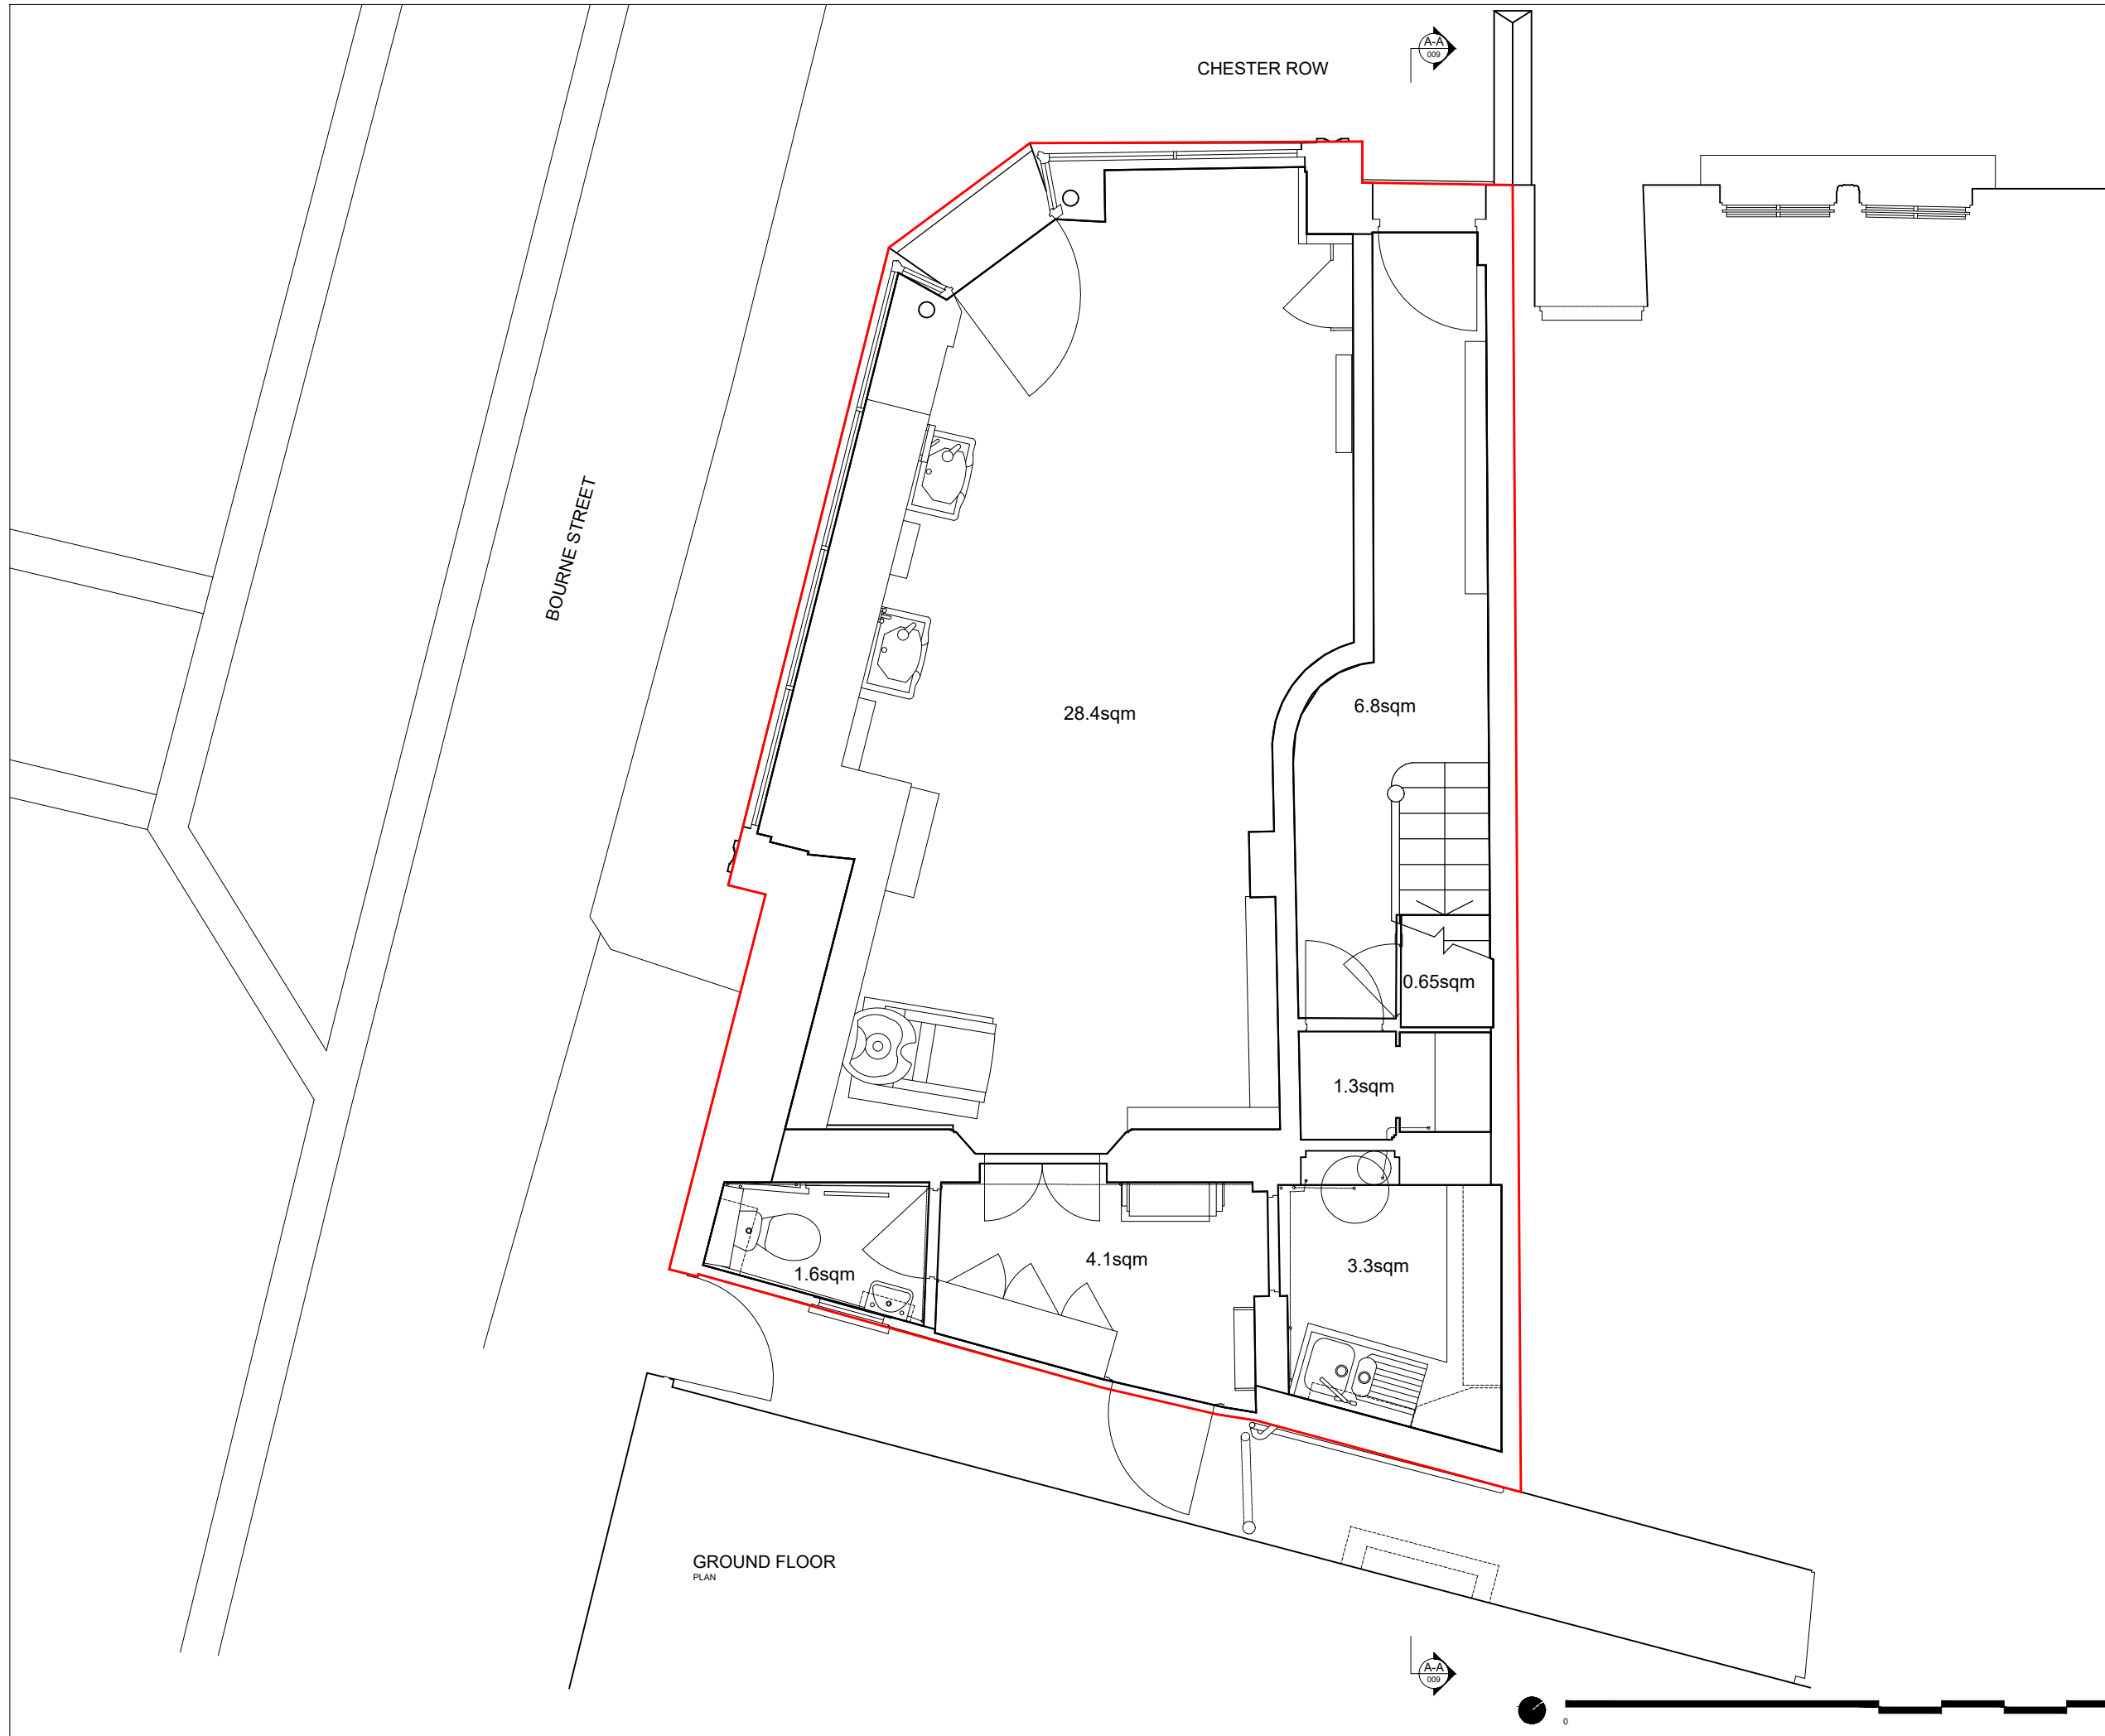 CHESTER ROW
A-A
009
BOURNE STREET
28.4sqm
6.8sqm
0.65sqm
1.3sqm
1.6sqm
4.1sqm
3.3sqm
GROUND FLOOR
PLAN
A-A
009
0